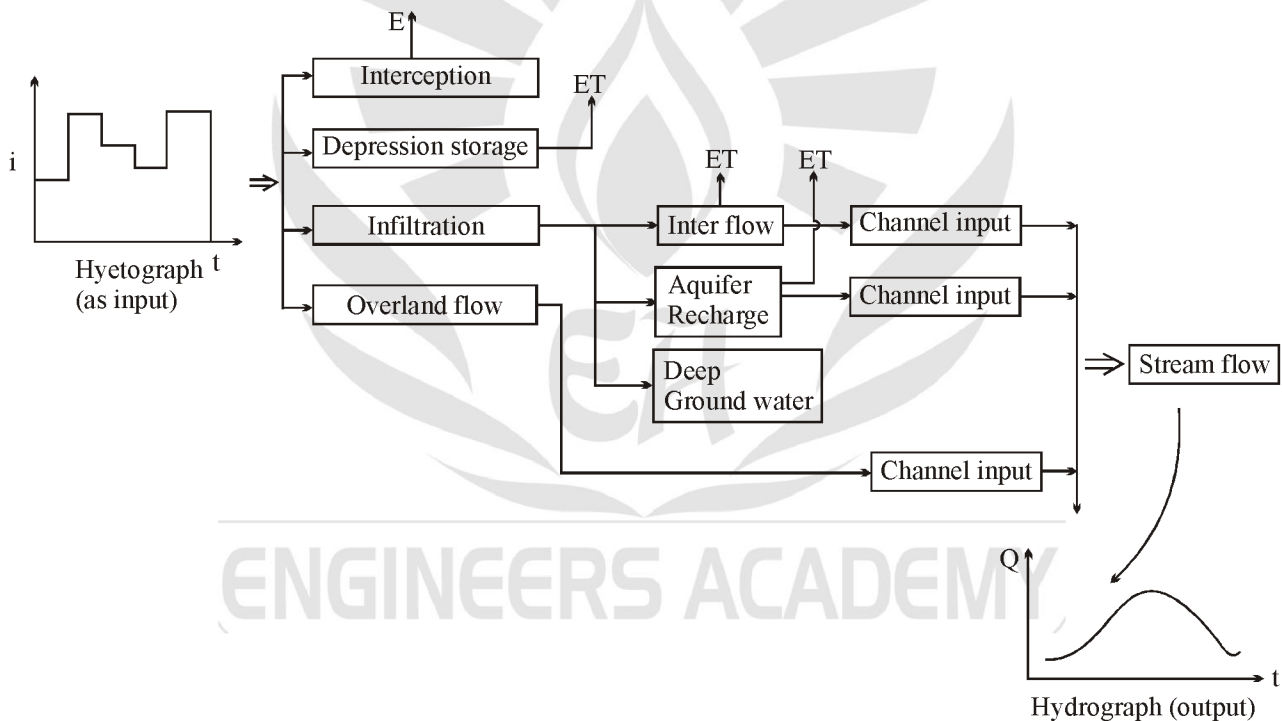 E
Interception
ET
Depression storage
i
ET
ET
Infiltration
Inter flow
Channel input
t
Hyetograph
(as input)
Overland flow
Aquifer
Recharge
Channel input
Deep
Ground water
Stream flow
Channel input
ENGINEERS ACADEMY
Q
t
Hydrograph (output)